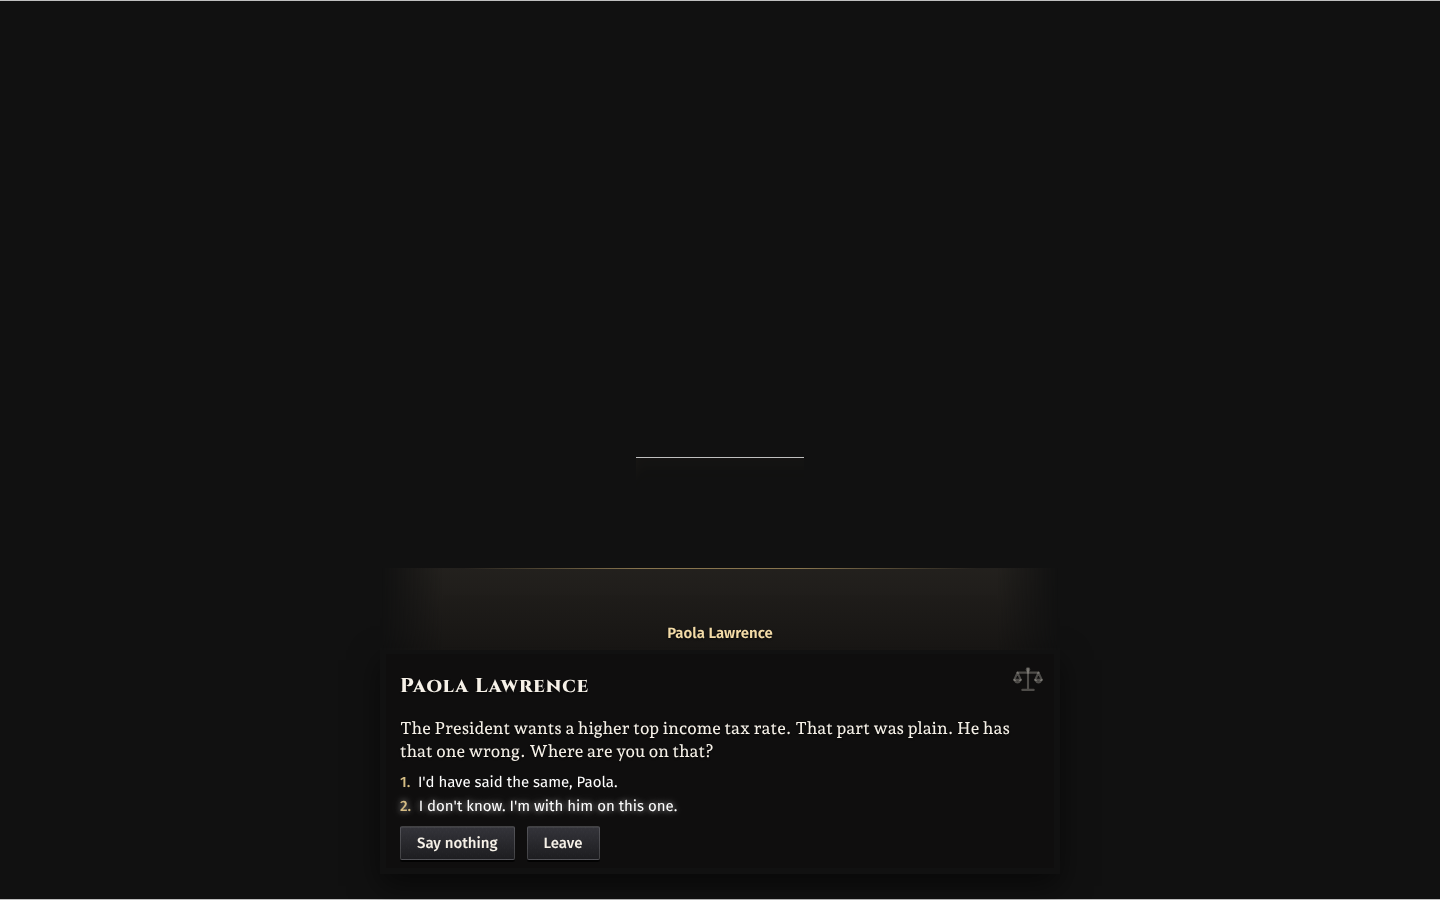 Paola Lawrence
Paola Lawrence
The President wants a higher top income tax rate. That part was plain. He has
that one wrong. Where are you on that?
1. I'd have said the same, Paola.
2. I don't know. I'm with him on this one.
Say nothing
Leave